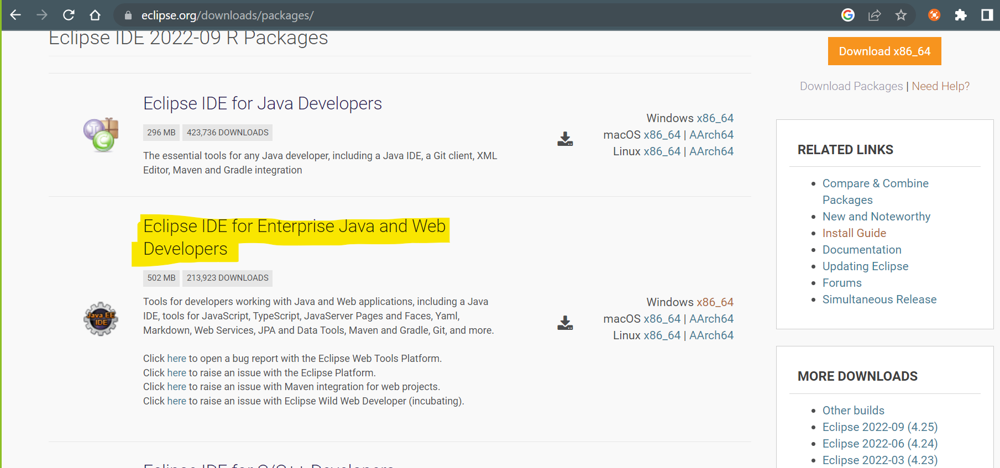 eclipse.org/downloads/packages/
Eclipse IDE 2022-09 R Packages
Eclipse IDE for Java Developers
296 MB 423,736 DOWNLOADS
The essential tools for any Java developer, including a Java IDE, a Git client, XML
Editor, Maven and Gradle integration
Windows x86_64
macOS x86_64 | AArch64
Linux x86_64 | AArch64
Eclipse IDE for Enterprise Java and Web
Developers
502 MB 213,923 DOWNLOADS
Java EE
IDE
Tools for developers working with Java and Web applications, including a Java
IDE, tools for JavaScript, TypeScript, JavaServer Pages and Faces, Yaml,
Markdown, Web Services, JPA and Data Tools, Maven and Gradle, Git, and more.
Click here to open a bug report with the Eclipse Web Tools Platform.
Click here to raise an issue with the Eclipse Platform.
Click here to raise an issue with Maven integration for web projects.
Click here to raise an issue with Eclipse Wild Web Developer (incubating).
Windows x86_64
macOS x86_64 | AArch64
Linux x86_64 | AArch64
Eclipse IDE for C/C++ Developers
Download x86_64
Download Packages | Need Help?
RELATED LINKS
Compare & Combine
Packages
New and Noteworthy
Install Guide
Documentation
Updating Eclipse
Forums
Simultaneous Release
MORE DOWNLOADS
Other builds
Eclipse 2022-09 (4.25)
Eclipse 2022-06 (4.24)
Eclipse 2022-03 (4.23)